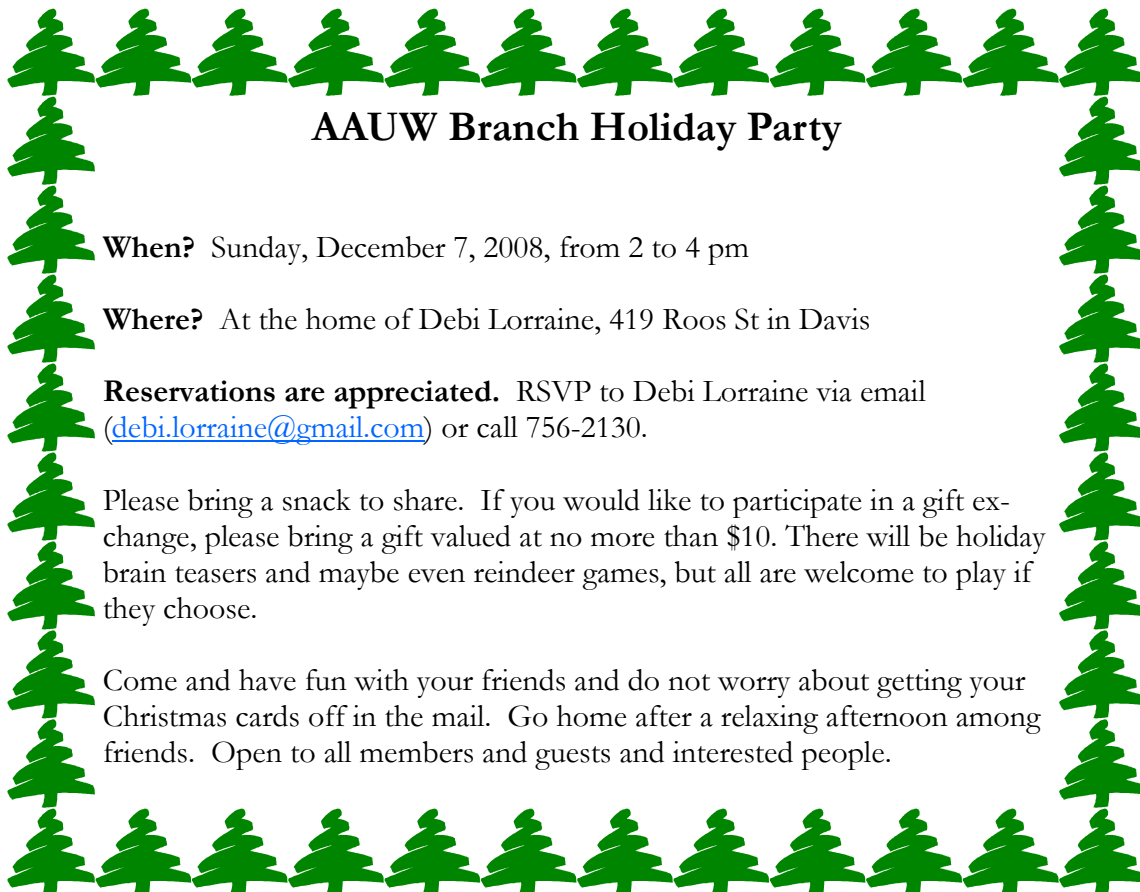 AAUW Branch Holiday Party
When?  Sunday, December 7, 2008, from 2 to 4 pm
Where?  At the home of Debi Lorraine, 419 Roos St in Davis
Reservations are appreciated.  RSVP to Debi Lorraine via email
(debi.lorraine@gmail.com) or call 756-2130.
Please bring a snack to share.  If you would like to participate in a gift ex-
change, please bring a gift valued at no more than $10. There will be holiday
brain teasers and maybe even reindeer games, but all are welcome to play if
they choose.
Come and have fun with your friends and do not worry about getting your
Christmas cards off in the mail.  Go home after a relaxing afternoon among
friends.  Open to all members and guests and interested people.